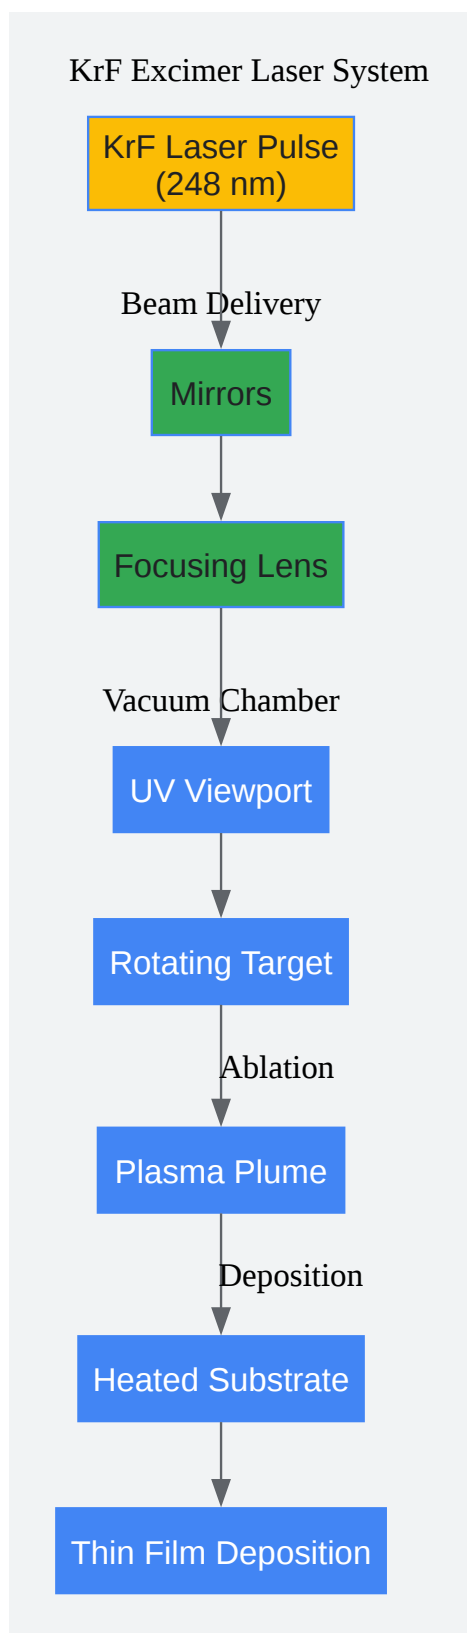 KrF Excimer Laser System
KrF Laser Pulse
(248 nm)
Beam Delivery
Mirrors
Focusing Lens
Vacuum Chamber
UV Viewport
Rotating Target
Ablation
Plasma Plume
Deposition
Heated Substrate
Thin Film Deposition